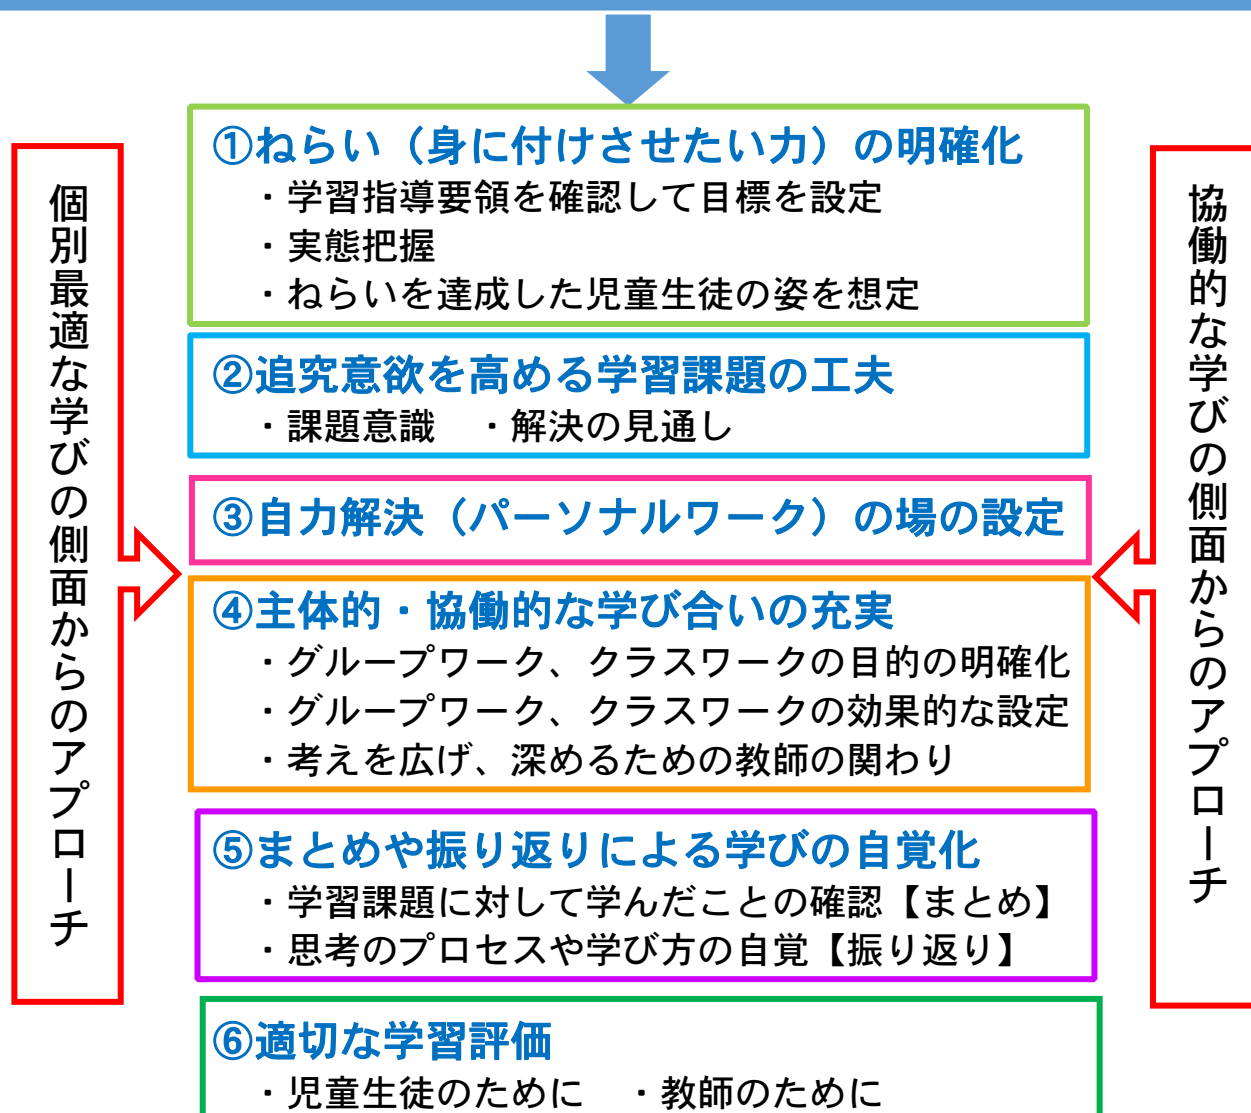 ①ねらい（身に付けさせたい力）の明確化
・学習指導要領を確認して目標を設定
・実態把握
・ねらいを達成した児童生徒の姿を想定
②追究意欲を高める学習課題の工夫
・課題意識　・解決の見通し
③自力解決（パーソナルワーク）の場の設定
④主体的・協働的な学び合いの充実
・グループワーク、クラスワークの目的の明確化
・グループワーク、クラスワークの効果的な設定
・考えを広げ、深めるための教師の関わり
⑤まとめや振り返りによる学びの自覚化
・学習課題に対して学んだことの確認【まとめ】
・思考のプロセスや学び方の自覚【振り返り】
⑥適切な学習評価
・児童生徒のために　・教師のために
個別最適な学びの側面からのアプローチ
協働的な学びの側面からのアプローチ